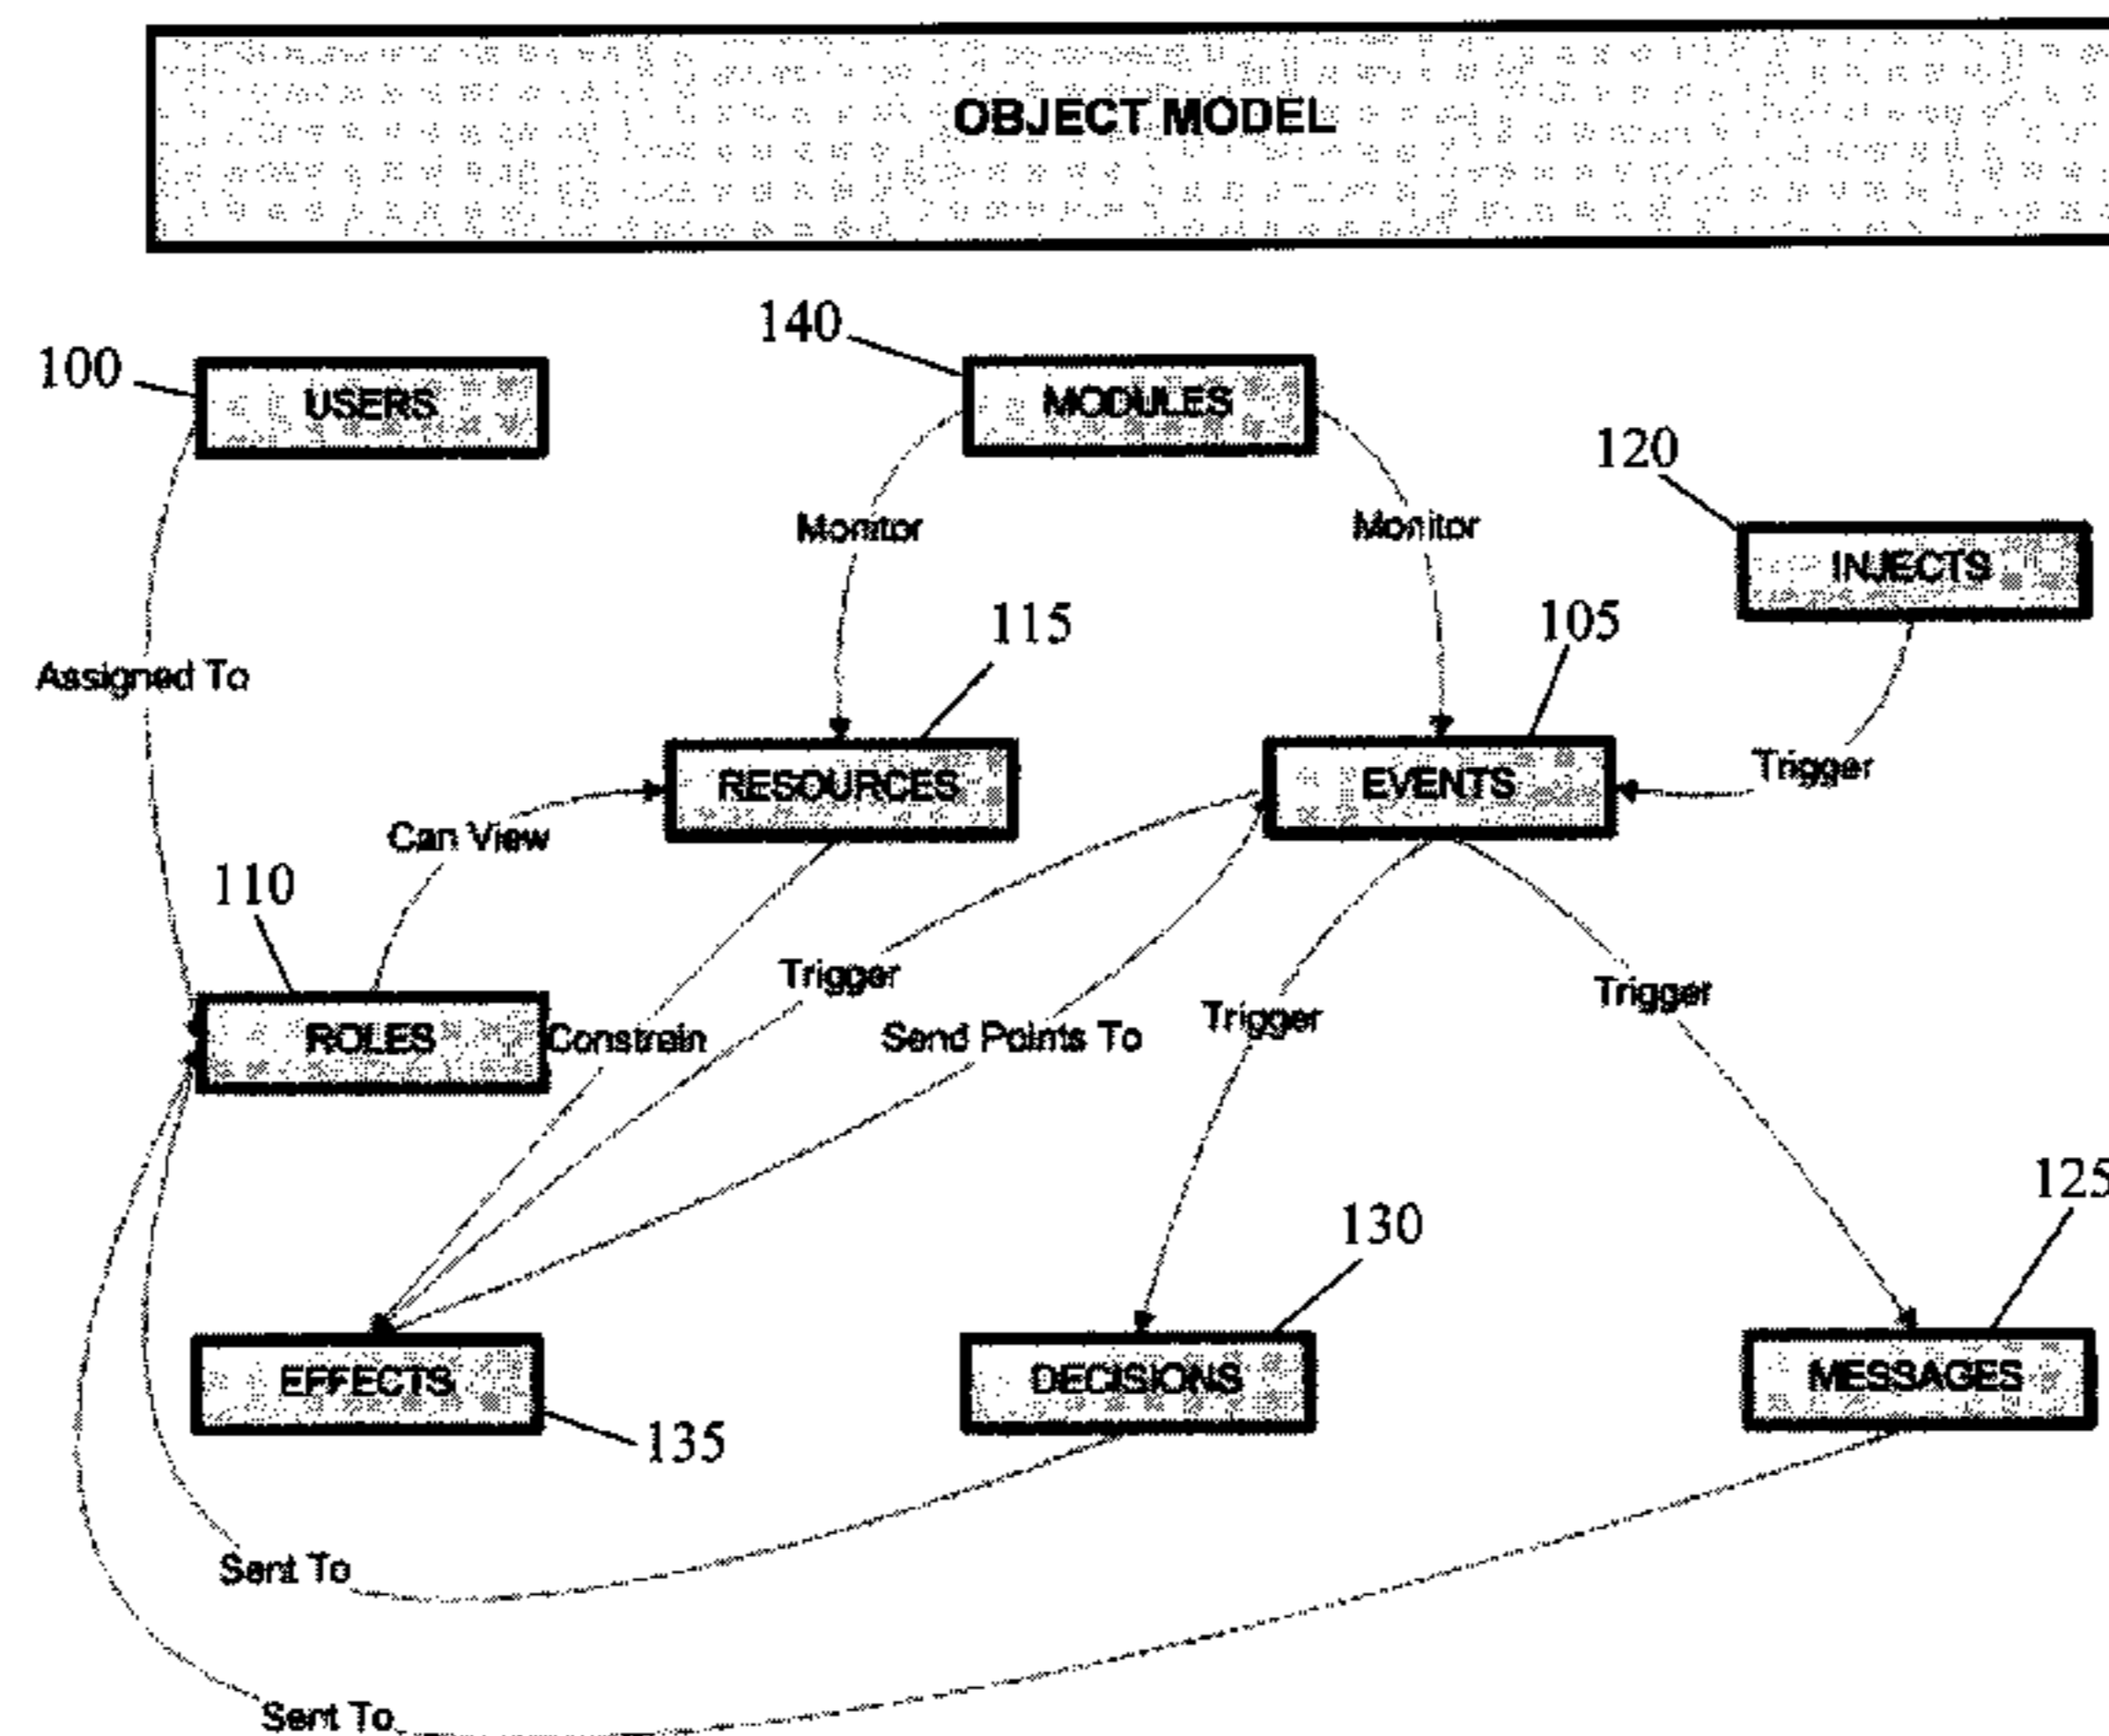 OBJECT MODEL
140
100
USERS
MODULES
120
Monitor
Monitor
INJECTS
115
105
Assigned To
Trigger
RESOURCES
EVENTS
Can View
110
Trigger
Trigger
ROLES
Constrain
Send Points To
Trigger
125
130
EFFECTS
DECISIONS
MESSAGES
135
Sent To
Sent To